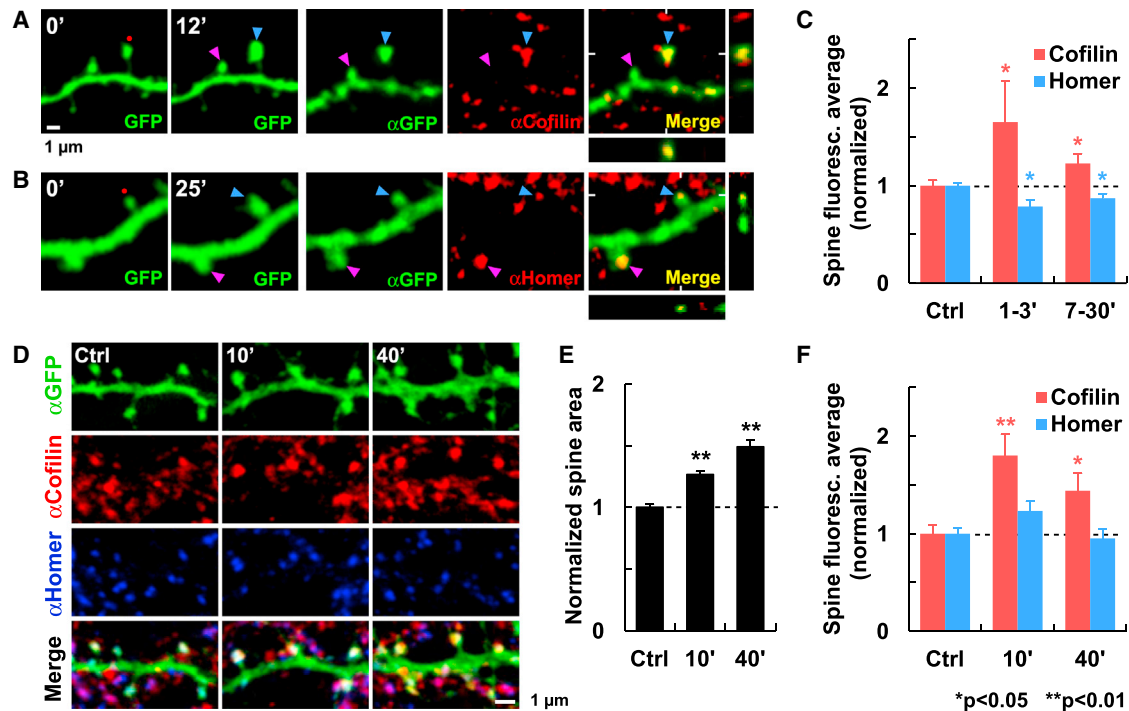 A
0’
12’
GFP
GFP
αGFP
αCofilin
Merge
1 µm
B
0’
25’
GFP
GFP
αGFP
αHomer
Merge
C
Cofilin
Homer
Spine fluoresc. average
(normalized)
2
1
0
*
*
*
*
Ctrl
1-3'
7-30'
D
Ctrl
10’
40’
αGFP
αCofilin
αHomer
Merge
1 µm
E
Normalized spine area
2
1
0
**
**
Ctrl
10'
40'
F
Cofilin
Homer
Spine fluoresc. average
(normalized)
2
1
0
**
*
Ctrl
10'
40'
*p<0.05 **p<0.01